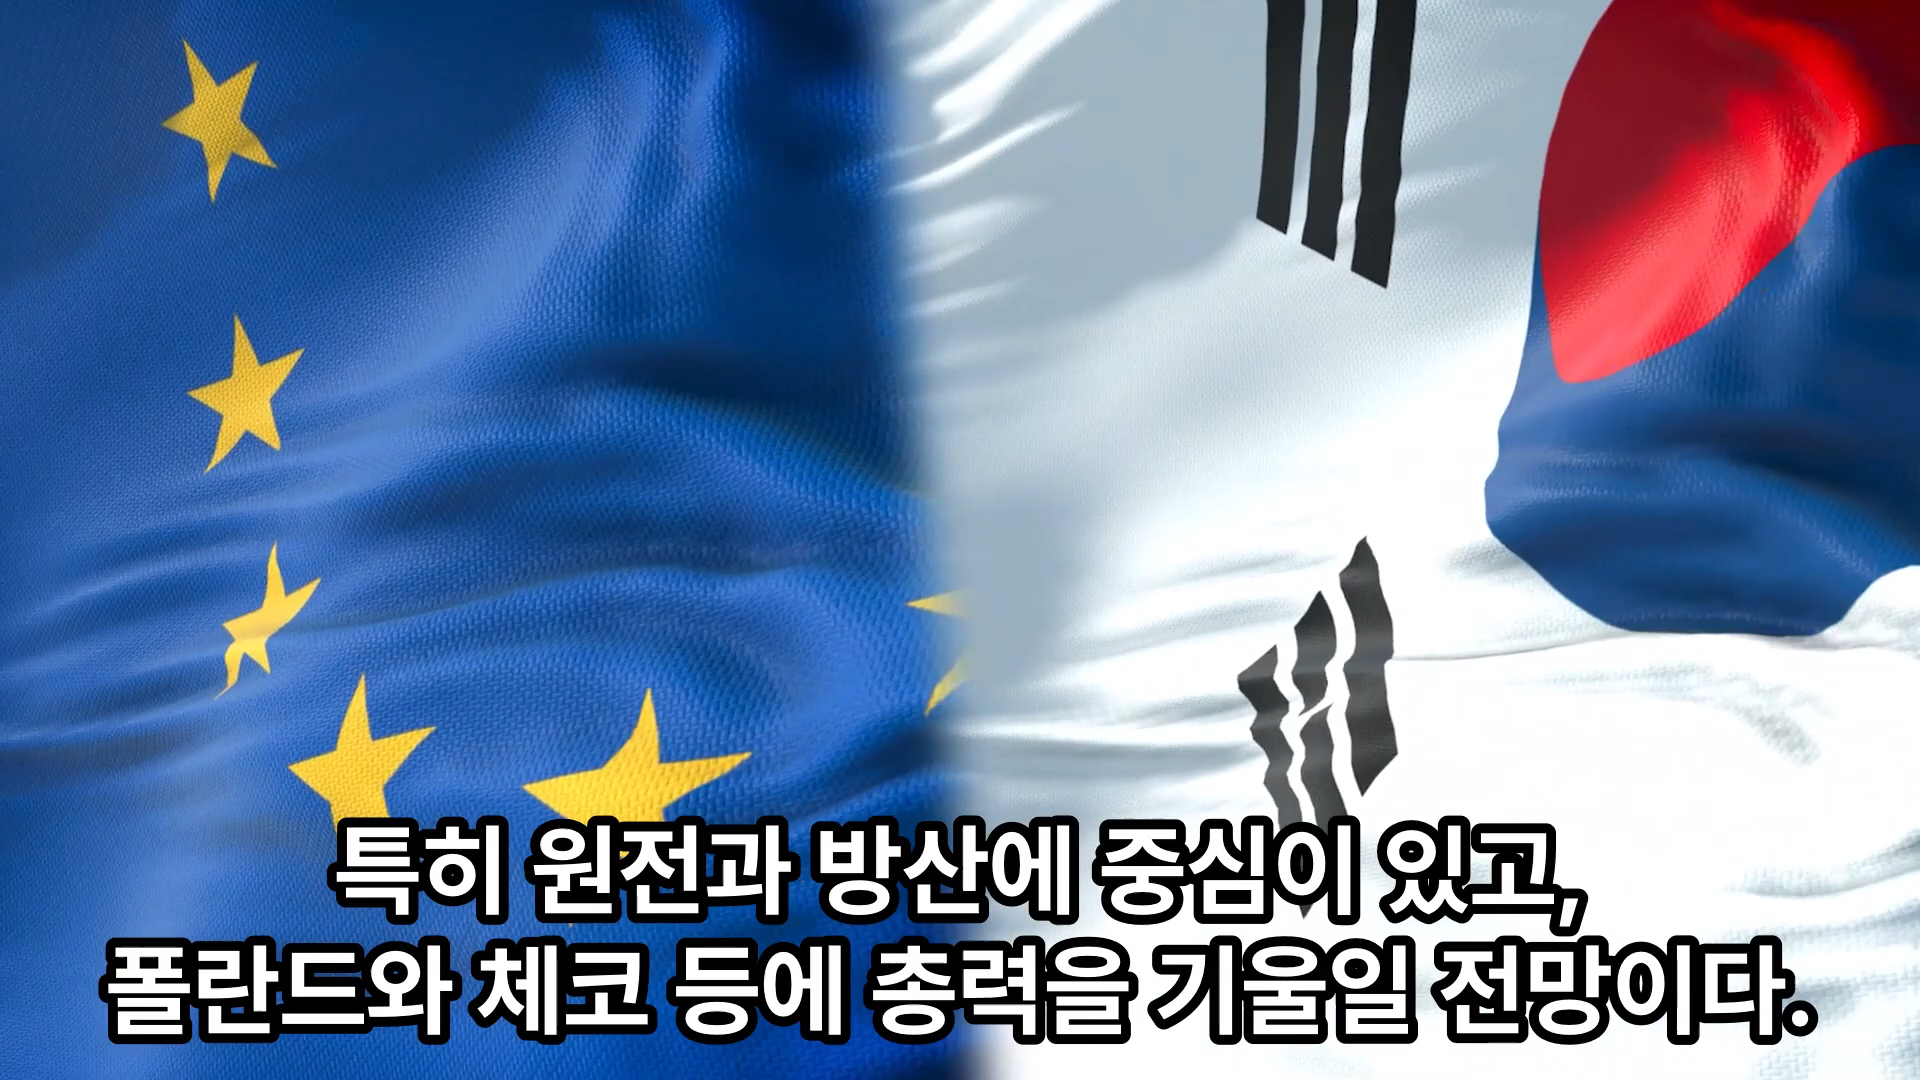 특히 원전과 방산에 중심이 있고,
폴란드와 체코 등에 총력을 기울일 전망이다.